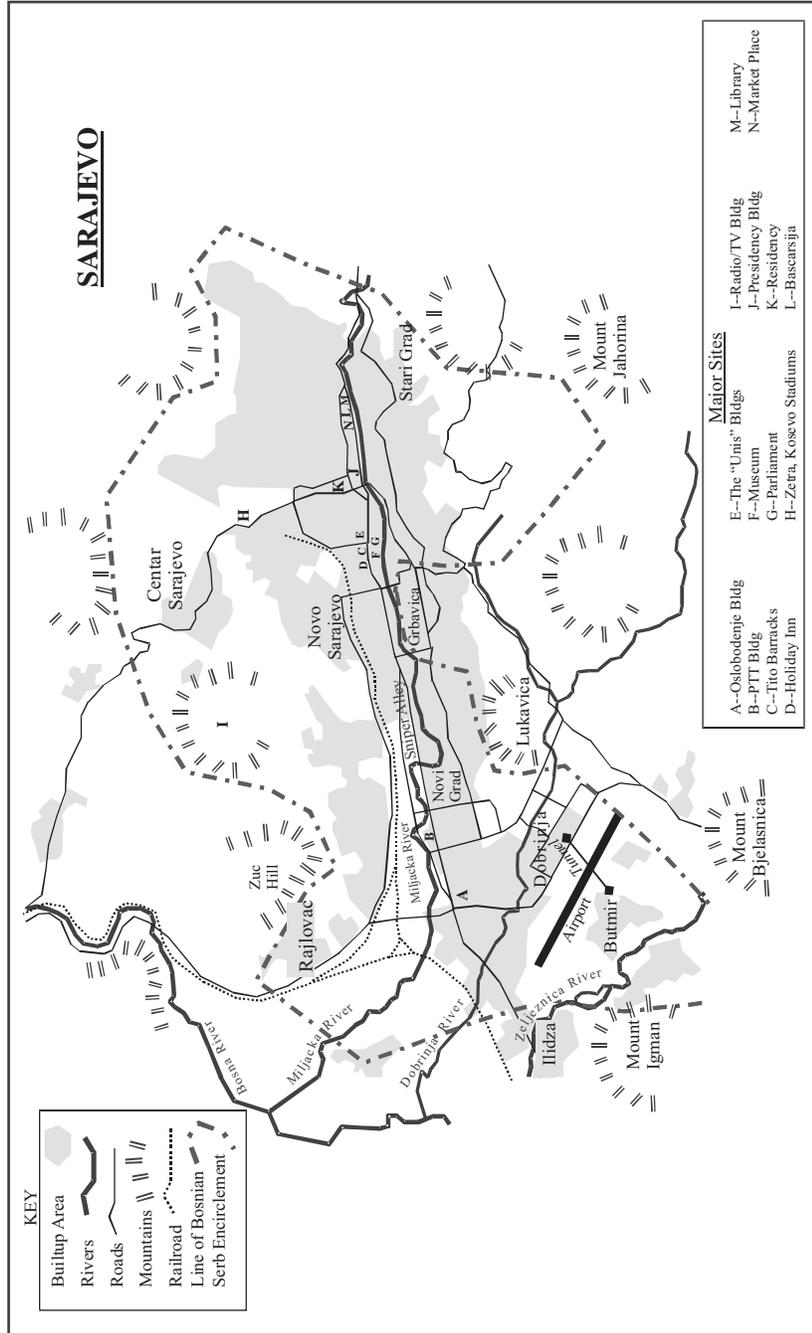 SARAJEVO
KEY
Builtup Area
Rivers
Roads
Mountains
Railroad
Line of Bosnian
Serb Encirclement
Bosna River
Miljacka River
Dobrinja River
Zeljeznica River
Rajlovac
Zuc
Hill
I
Centar
Sarajevo
H
Novo
Sarajevo
Miljacka River
Sniper Alley
A
B
Novi
Grad
Grbavica
D C E
F G
K
J
N L M
Stari Grad
Lukavica
Dobrinja
Tunnel
Airport
Butmir
Ilidza
Mount
Igman
Mount
Bjelasnica
Mount
Jahorina
Major Sites
A--Oslobodenje Bldg
B--PTT Bldg
C--Tito Barracks
D--Holiday Inn
E--The “Unis” Bldgs
F--Museum
G--Parliament
H--Zetra, Kosevo Stadiums
I--Radio/TV Bldg
J--Presidency Bldg
K--Residency
L--Bascarsija
M--Library
N--Market Place